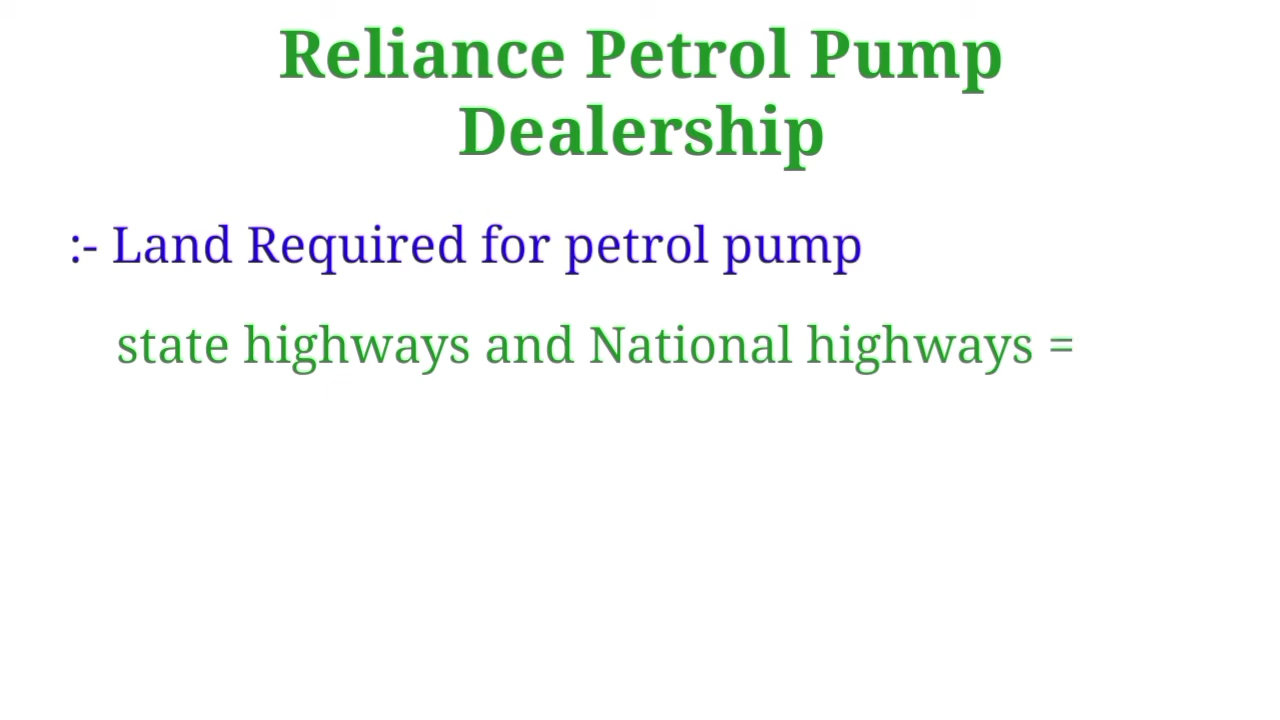 Reliance Petrol Pump
Dealership
:- Land Required for petrol pump
state highways and National highways =